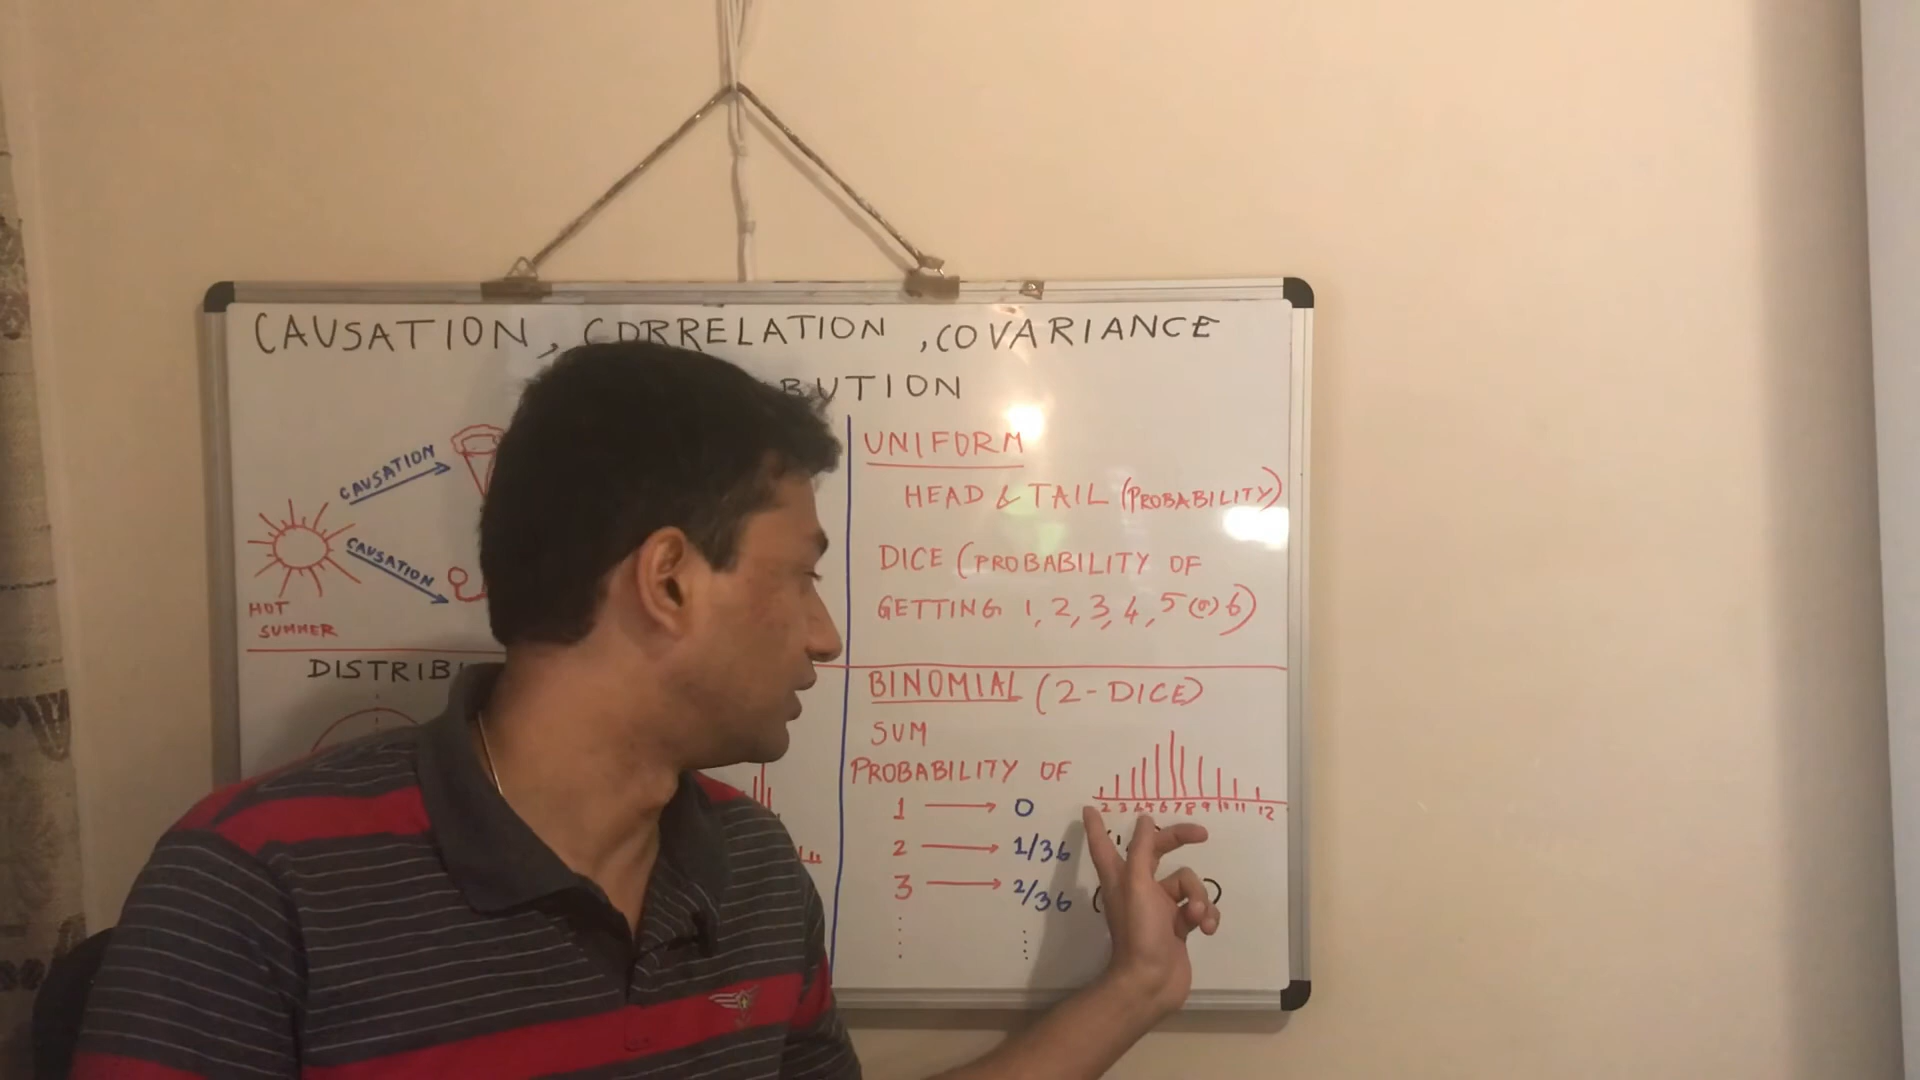 CAUSATION, CORRELATION, COVARIANCE
BUTION
CAUSATION
CAUSATION
HOT
SUMMER
UNIFORM
HEAD & TAIL (PROBABILITY)
DICE (PROBABILITY OF
GETTING 1, 2, 3, 4, 5 (or) 6)
DISTRIB
BINOMIAL (2-DICE)
SUM
PROBABILITY OF
1 → 0
2 → 1/36
3 → 2/36
2 3 4 5 6 7 8 9 10 11 12